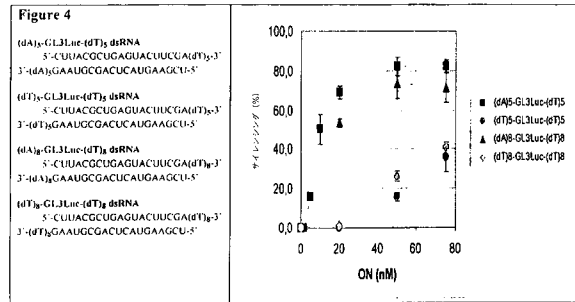 Figure 4
(dA)₅-GL3Luc-(dT)₅ dsRNA
5´-CUUACGCUGAGUACUUCGA(dT)₅-3´
3´-(dA)₅GAAUGCGACUCAUGAAGCU-5´
(dT)₅-GL3Luc-(dT)₅ dsRNA
5´-CUUACGCUGAGUACUUCGA(dT)₅-3´
3´-(dT)₅GAAUGCGACUCAUGAAGCU-5´
(dA)₈-GL3Luc-(dT)₈ dsRNA
5´-CUUACGCUGAGUACUUCGA(dT)₈-3´
3´-(dA)₈GAAUGCGACUCAUGAAGCU-5´
(dT)₈-GL3Luc-(dT)₈ dsRNA
5´-CUUACGCUGAGUACUUCGA(dT)₈-3´
3´-(dT)₈GAAUGCGACUCAUGAAGCU-5´
サイレンシング (%)
100,0
80,0
60,0
40,0
20,0
0,0
0 20 40 60 80
ON (nM)
(dA)5-GL3Luc-(dT)5
(dT)5-GL3Luc-(dT)5
(dA)8-GL3Luc-(dT)8
(dT)8-GL3Luc-(dT)8